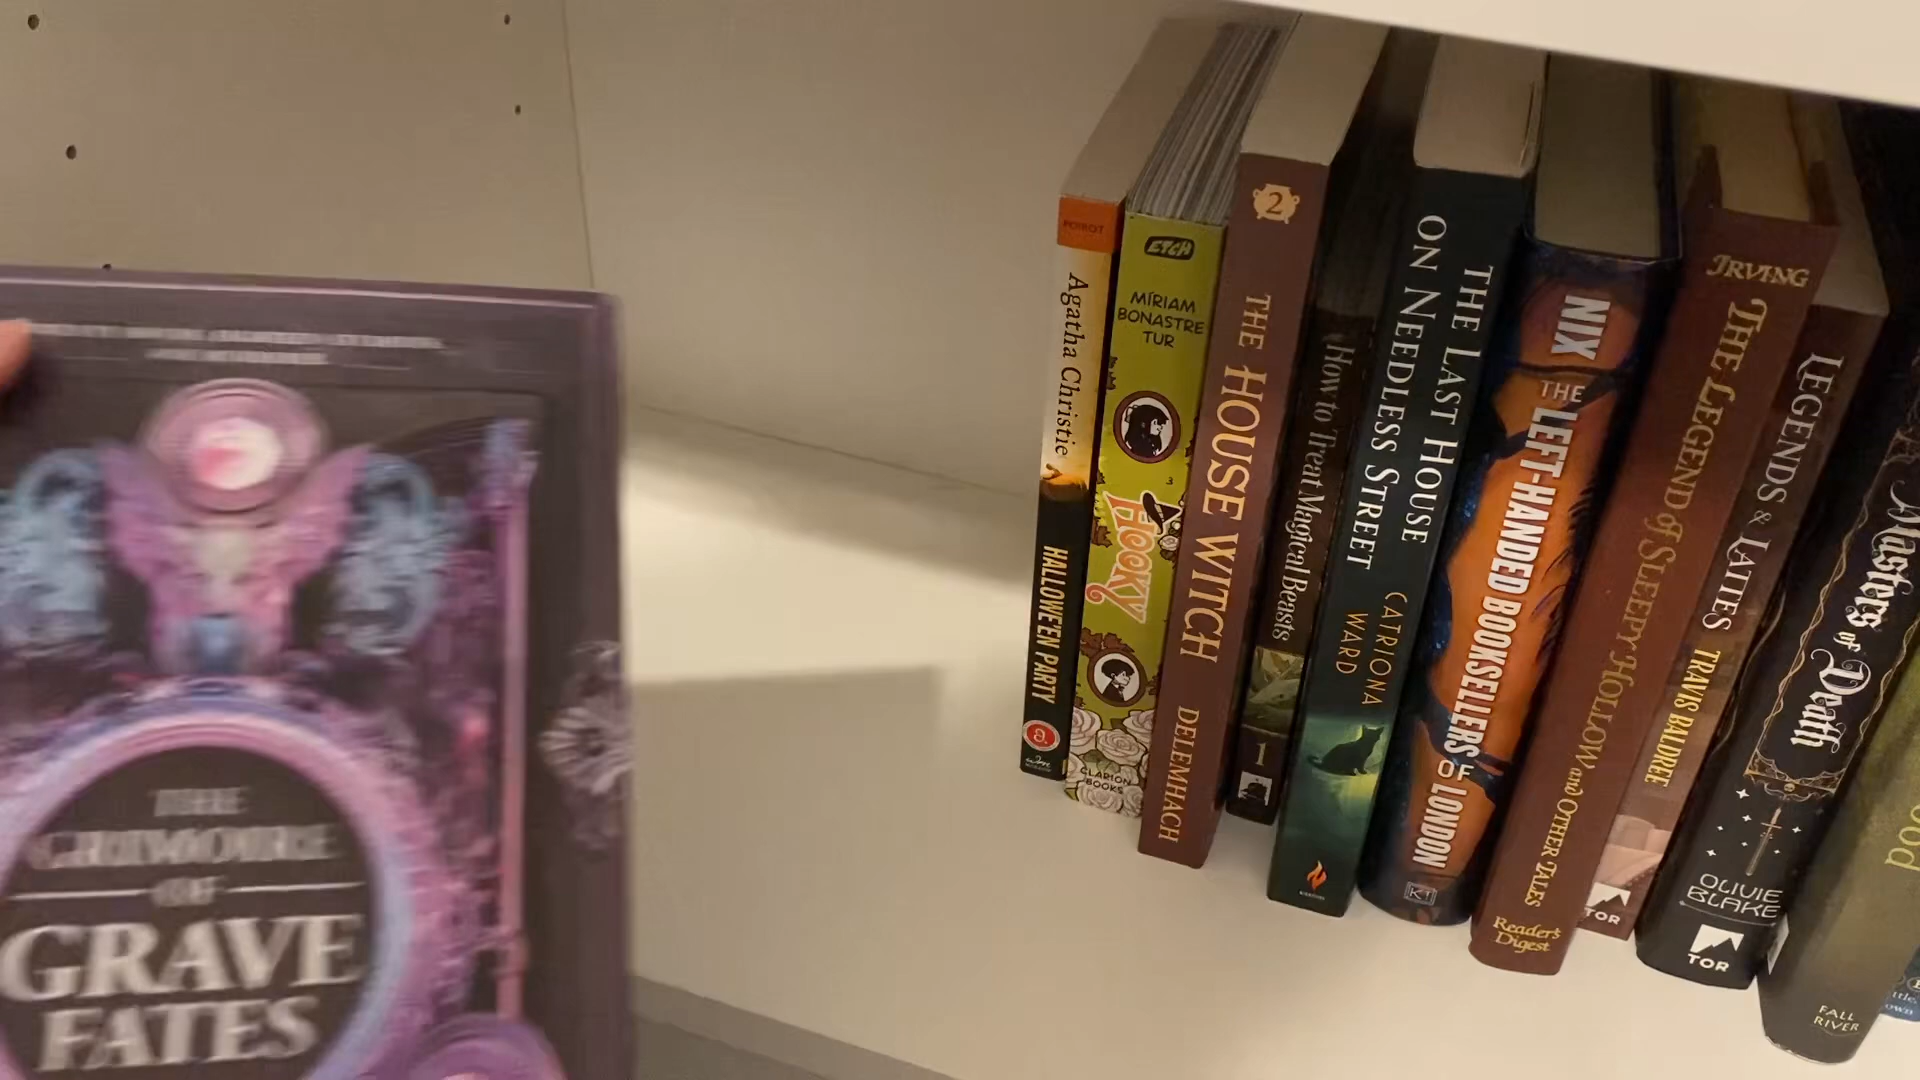 THE
GRIMOIRE
OF
GRAVE
FATES
POIROT
Agatha Christie
HALLOWE'EN PARTY
a.
ETCH
MÍRIAM
BONASTRE
TUR
3
HOOKY
CLARION
BOOKS
2
THE HOUSE WITCH
DELEMHACH
How to Treat Magical Beasts
1
THE LAST HOUSE
ON NEEDLESS STREET
CATRIONA
WARD
NIX
THE LEFT-HANDED BOOKSELLERS OF LONDON
IRVING
THE LEGEND of SLEEPY HOLLOW and OTHER TALES
Reader's
Digest
LEGENDS & LATTES
TRAVIS BALDREE
TOR
Masters of Death
OLIVIE
BLAKE
TOR
FALL
RIVER